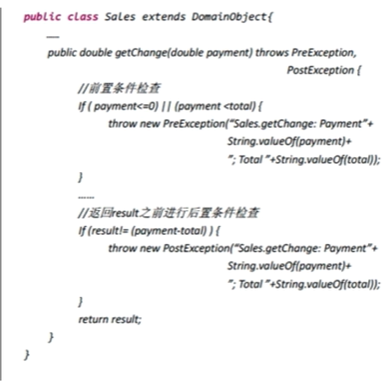 public class Sales extends DomainObject{
……
public double getChange(double payment) throws PreException,
PostException {
//前置条件检查
If ( payment<=0) || (payment <total) {
throw new PreException(“Sales.getChange: Payment”+
String.valueOf(payment)+
“; Total ”+String.valueOf(total));
}
……
//返回result之前进行后置条件检查
If (result!= (payment-total) ) {
throw new PostException(“Sales.getChange: Payment”+
String.valueOf(payment)+
“; Total ”+String.valueOf(total));
}
return result;
}
}